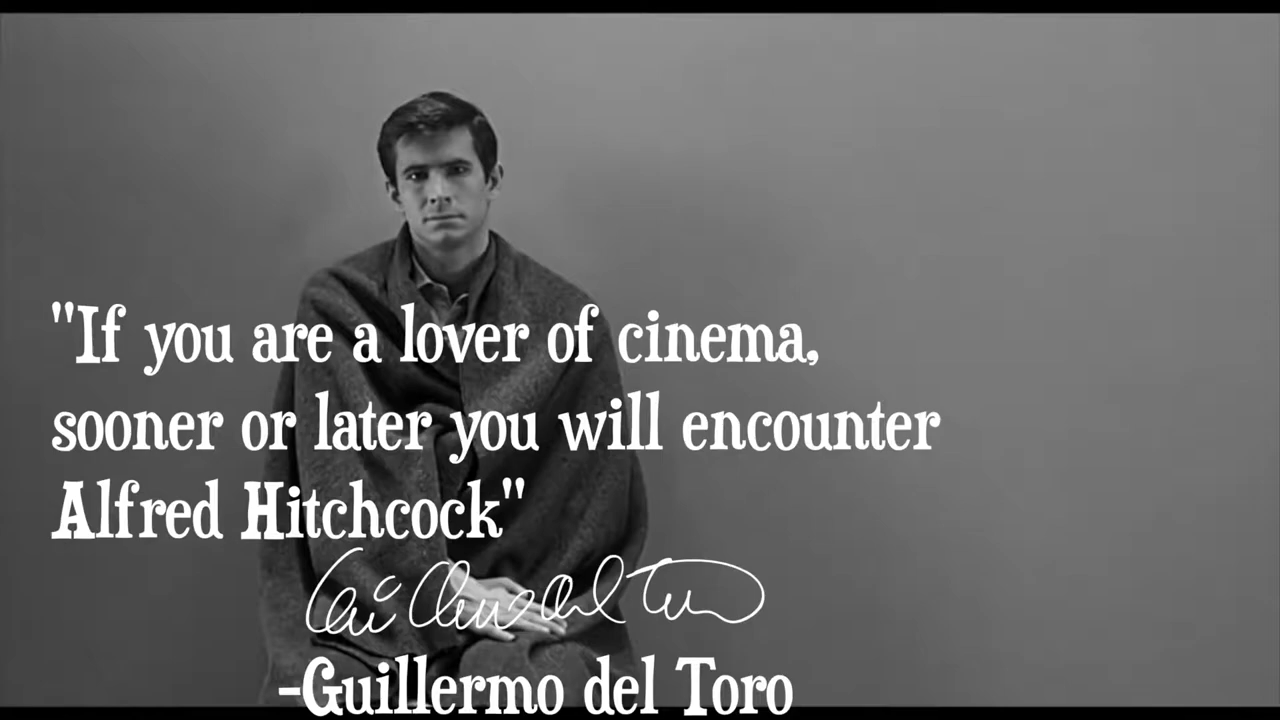 "If you are a lover of cinema,
sooner or later you will encounter
Alfred Hitchcock"
-Guillermo del Toro